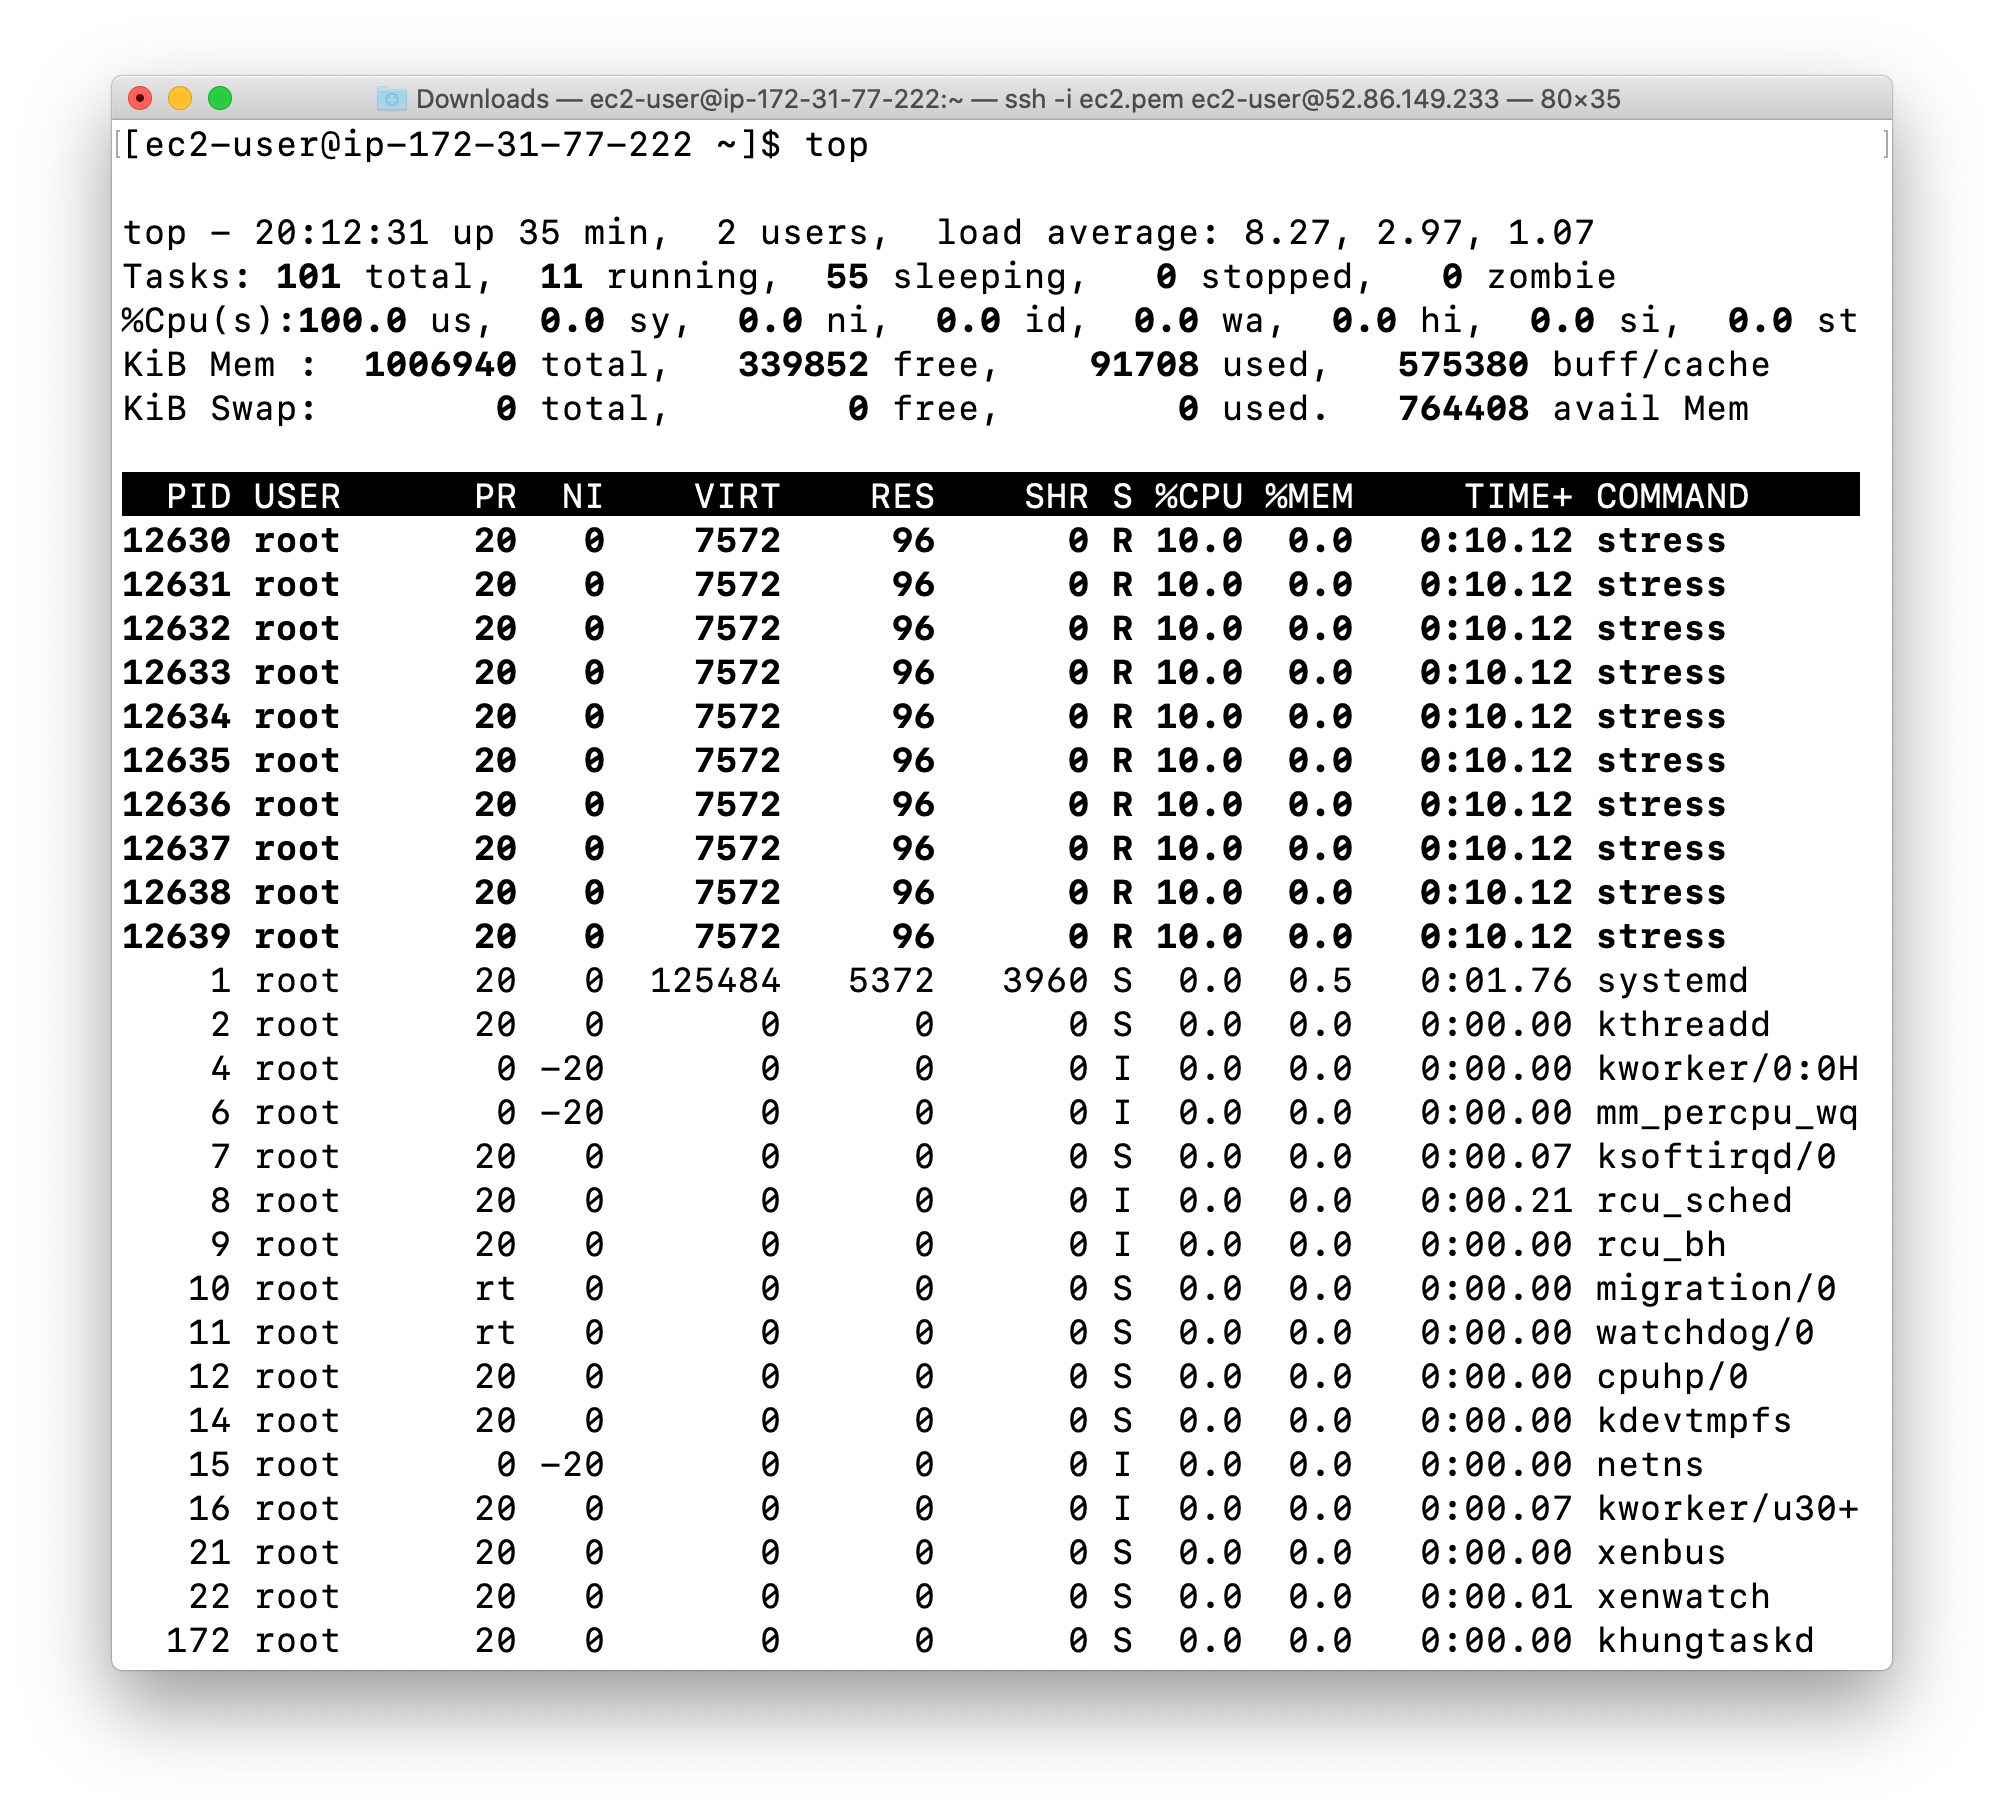 Downloads — ec2-user@ip-172-31-77-222:~ — ssh -i ec2.pem ec2-user@52.86.149.233 — 80×35
[ec2-user@ip-172-31-77-222 ~]$ top
top - 20:12:31 up 35 min,  2 users,  load average: 8.27, 2.97, 1.07
Tasks: 101 total,  11 running,  55 sleeping,   0 stopped,   0 zombie
%Cpu(s):100.0 us,  0.0 sy,  0.0 ni,  0.0 id,  0.0 wa,  0.0 hi,  0.0 si,  0.0 st
KiB Mem :  1006940 total,   339852 free,    91708 used,   575380 buff/cache
KiB Swap:        0 total,        0 free,        0 used.   764408 avail Mem
  PID USER      PR  NI    VIRT    RES    SHR S %CPU %MEM     TIME+ COMMAND
12630 root      20   0    7572     96      0 R 10.0  0.0   0:10.12 stress
12631 root      20   0    7572     96      0 R 10.0  0.0   0:10.12 stress
12632 root      20   0    7572     96      0 R 10.0  0.0   0:10.12 stress
12633 root      20   0    7572     96      0 R 10.0  0.0   0:10.12 stress
12634 root      20   0    7572     96      0 R 10.0  0.0   0:10.12 stress
12635 root      20   0    7572     96      0 R 10.0  0.0   0:10.12 stress
12636 root      20   0    7572     96      0 R 10.0  0.0   0:10.12 stress
12637 root      20   0    7572     96      0 R 10.0  0.0   0:10.12 stress
12638 root      20   0    7572     96      0 R 10.0  0.0   0:10.12 stress
12639 root      20   0    7572     96      0 R 10.0  0.0   0:10.12 stress
    1 root      20   0  125484   5372   3960 S  0.0  0.5   0:01.76 systemd
    2 root      20   0       0      0      0 S  0.0  0.0   0:00.00 kthreadd
    4 root       0 -20       0      0      0 I  0.0  0.0   0:00.00 kworker/0:0H
    6 root       0 -20       0      0      0 I  0.0  0.0   0:00.00 mm_percpu_wq
    7 root      20   0       0      0      0 S  0.0  0.0   0:00.07 ksoftirqd/0
    8 root      20   0       0      0      0 I  0.0  0.0   0:00.21 rcu_sched
    9 root      20   0       0      0      0 I  0.0  0.0   0:00.00 rcu_bh
   10 root      rt   0       0      0      0 S  0.0  0.0   0:00.00 migration/0
   11 root      rt   0       0      0      0 S  0.0  0.0   0:00.00 watchdog/0
   12 root      20   0       0      0      0 S  0.0  0.0   0:00.00 cpuhp/0
   14 root      20   0       0      0      0 S  0.0  0.0   0:00.00 kdevtmpfs
   15 root       0 -20       0      0      0 I  0.0  0.0   0:00.00 netns
   16 root      20   0       0      0      0 I  0.0  0.0   0:00.07 kworker/u30+
   21 root      20   0       0      0      0 S  0.0  0.0   0:00.00 xenbus
   22 root      20   0       0      0      0 S  0.0  0.0   0:00.01 xenwatch
  172 root      20   0       0      0      0 S  0.0  0.0   0:00.00 khungtaskd